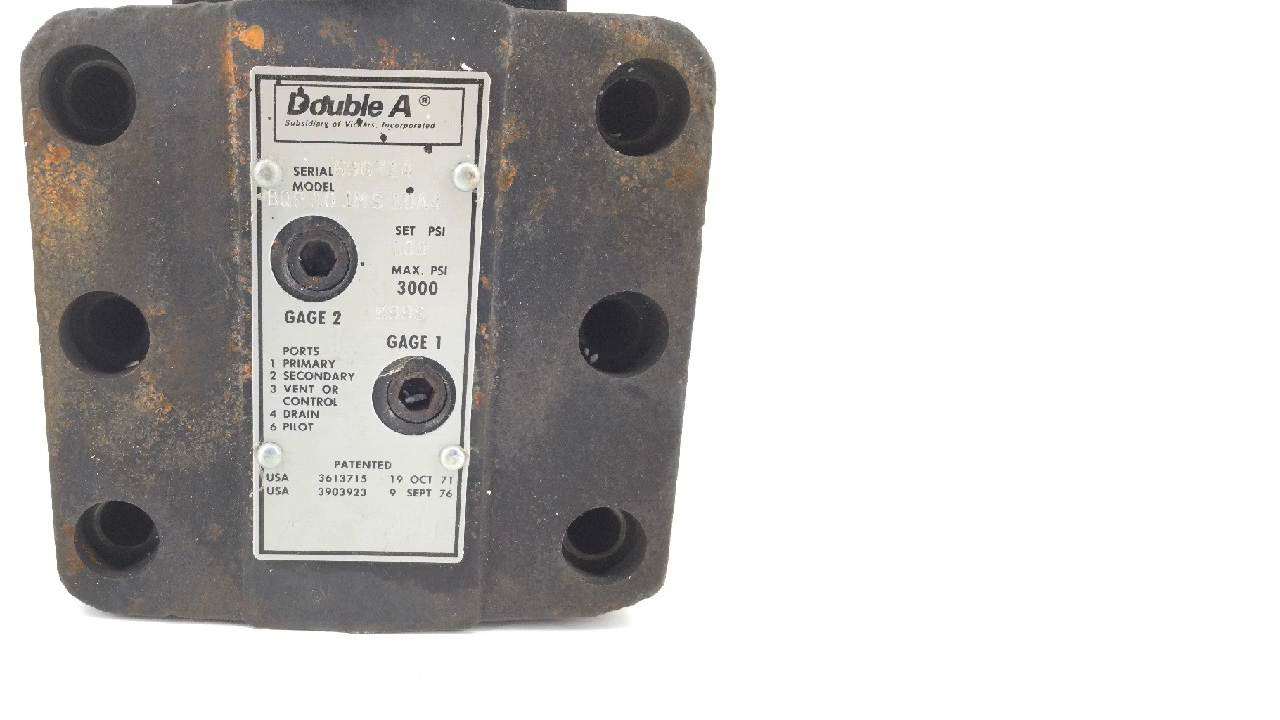 Double A ®
Subsidiary of Vickers, Incorporated
SERIAL
MODEL
SET PSI
MAX. PSI
3000
GAGE 2
GAGE 1
PORTS
1 PRIMARY
2 SECONDARY
3 VENT OR
CONTROL
4 DRAIN
6 PILOT
PATENTED
USA 3613715 19 OCT 71
USA 3903923 9 SEPT 76